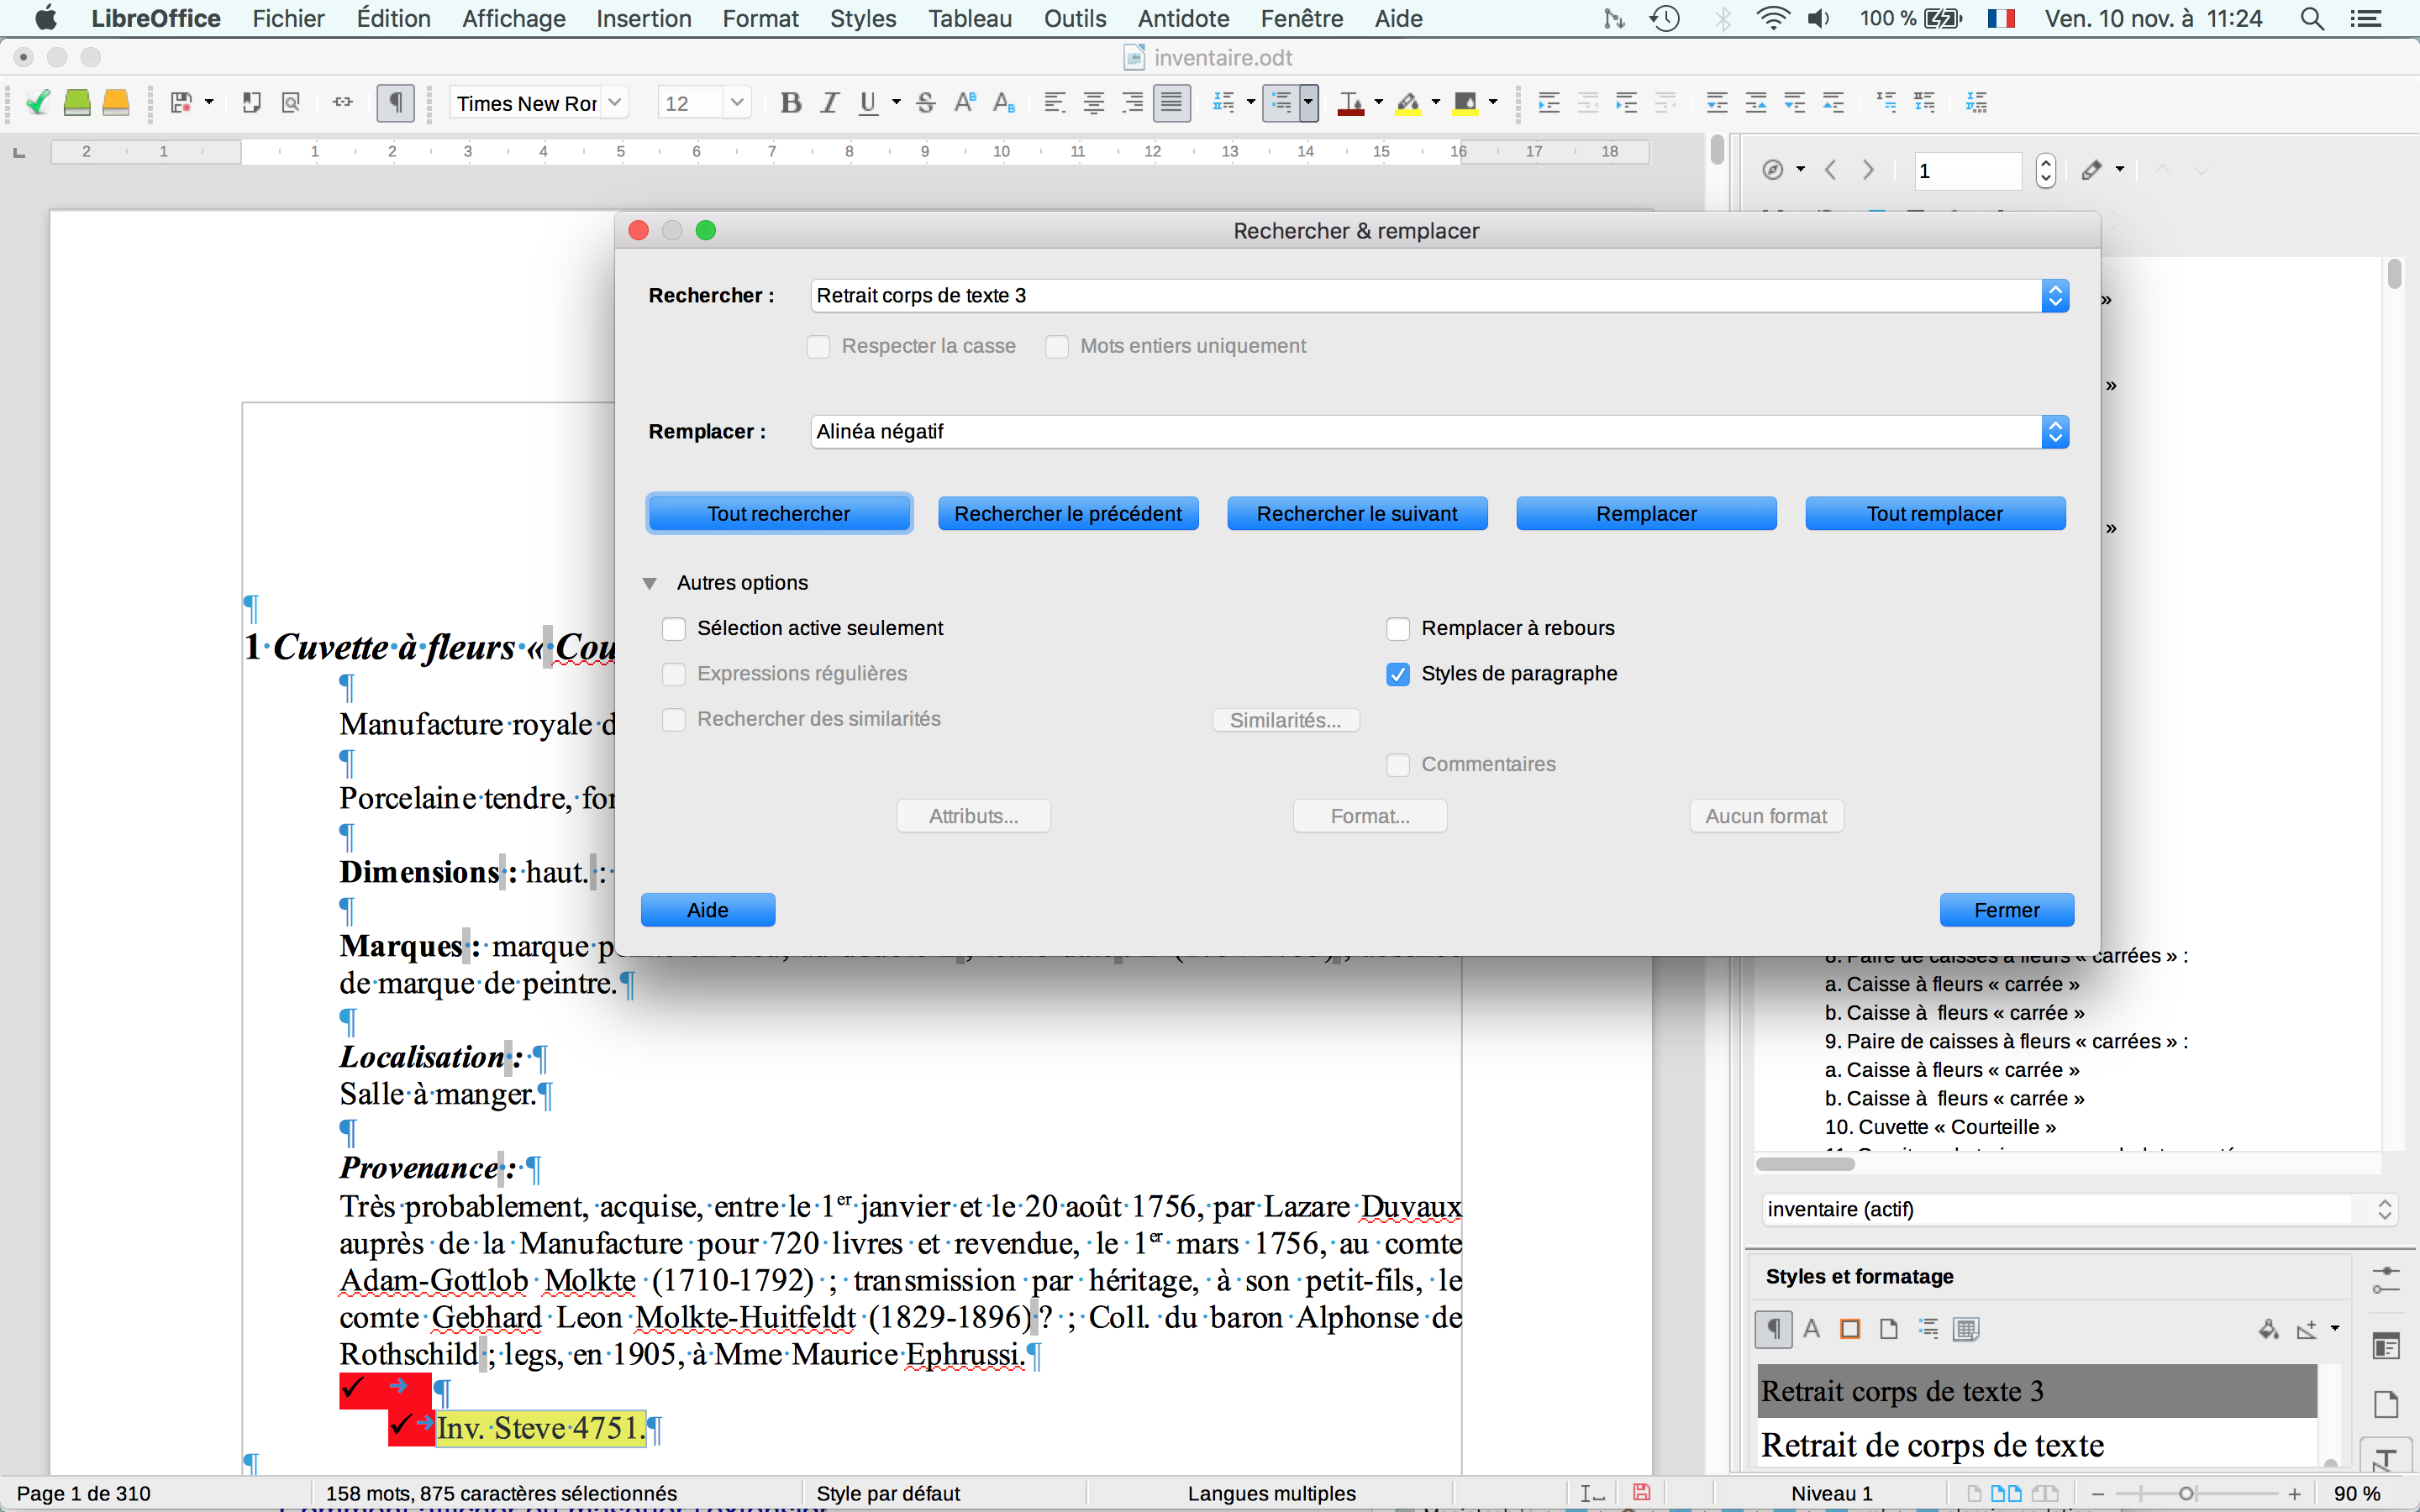 LibreOffice Fichier Édition Affichage Insertion Format Styles Tableau Outils Antidote Fenêtre Aide 100 % Ven. 10 nov. à 11:24
inventaire.odt
Times New Ror 12
2 1 1 2 3 4 5 6 7 8 9 10 11 12 13 14 15 16 17 18
1
Rechercher & remplacer
Rechercher : Retrait corps de texte 3
Respecter la casse Mots entiers uniquement
Remplacer : Alinéa négatif
Tout rechercher Rechercher le précédent Rechercher le suivant Remplacer Tout remplacer
Autres options
Sélection active seulement Remplacer à rebours
Expressions régulières Styles de paragraphe
Rechercher des similarités Similarités...
Commentaires
Attributs... Format... Aucun format
Aide Fermer
»
»
»
¶
1·Cuvette·à·fleurs·«·Cou
¶
Manufacture·royale·d
¶
Porcelaine·tendre,·for
¶
Dimensions·:·haut.·:·
¶
Marques·:·marque·p
de·marque·de·peintre.¶
¶
Localisation·:·¶
Salle·à·manger.¶
¶
Provenance·:·¶
Très·probablement,·acquise,·entre·le·1er·janvier·et·le·20·août·1756,·par·Lazare·Duvaux
auprès·de·la·Manufacture·pour·720·livres·et·revendue,·le·1er·mars·1756,·au·comte
Adam-Gottlob·Molkte·(1710-1792)·;·transmission·par·héritage,·à·son·petit-fils,·le
comte·Gebhard·Leon·Molkte-Huitfeldt·(1829-1896)·?·;·Coll.·du·baron·Alphonse·de
Rothschild·;·legs,·en·1905,·à·Mme·Maurice·Ephrussi.¶
✓ → ¶
✓→Inv.·Steve·4751.¶
¶
8. Paire de caisses à fleurs « carrées » :
a. Caisse à fleurs « carrée »
b. Caisse à fleurs « carrée »
9. Paire de caisses à fleurs « carrées » :
a. Caisse à fleurs « carrée »
b. Caisse à fleurs « carrée »
10. Cuvette « Courteille »
inventaire (actif)
Styles et formatage
Retrait corps de texte 3
Retrait de corps de texte
Page 1 de 310 158 mots, 875 caractères sélectionnés Style par défaut Langues multiples Niveau 1 90 %